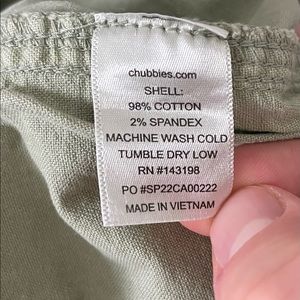 chubbies.com
SHELL:
98% COTTON
2% SPANDEX
MACHINE WASH COLD
TUMBLE DRY LOW
RN #143198
PO #SP22CA00222
MADE IN VIETNAM